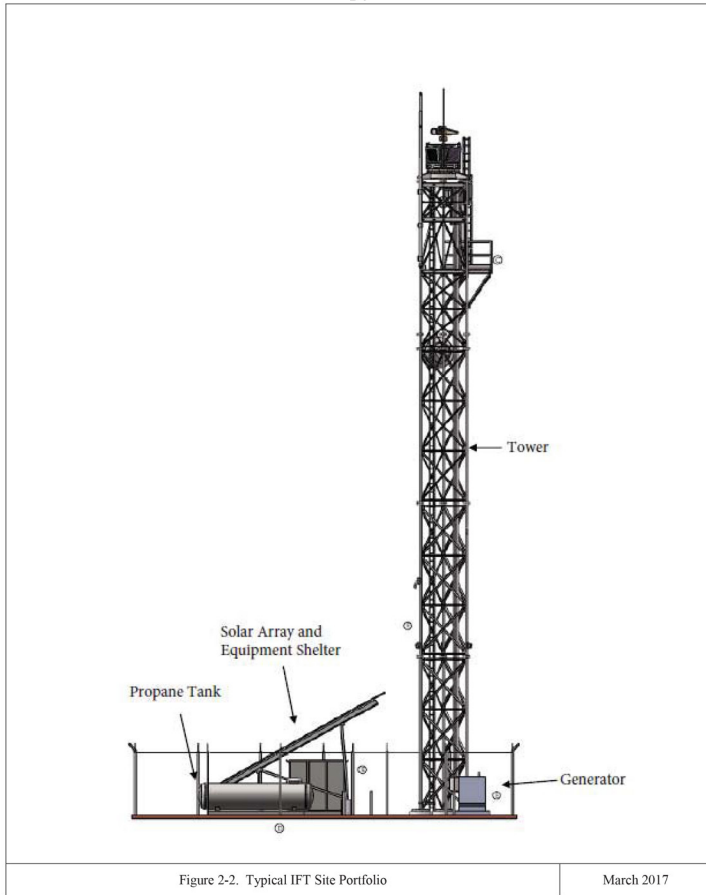 Tower
Solar Array and
Equipment Shelter
Propane Tank
Generator
Figure 2-2. Typical IFT Site Portfolio
March 2017